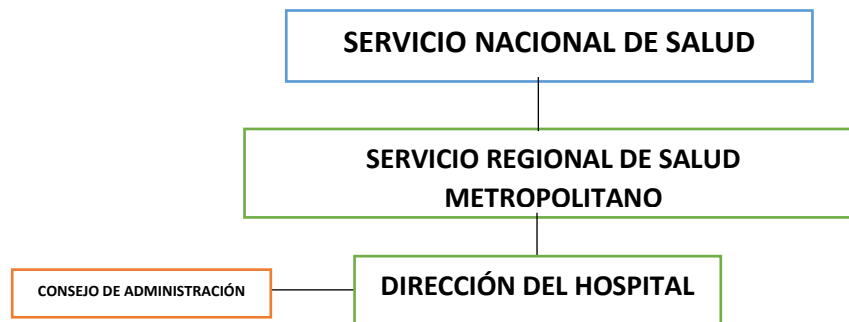 SERVICIO NACIONAL DE SALUD
SERVICIO REGIONAL DE SALUD
METROPOLITANO
CONSEJO DE ADMINISTRACIÓN
DIRECCIÓN DEL HOSPITAL